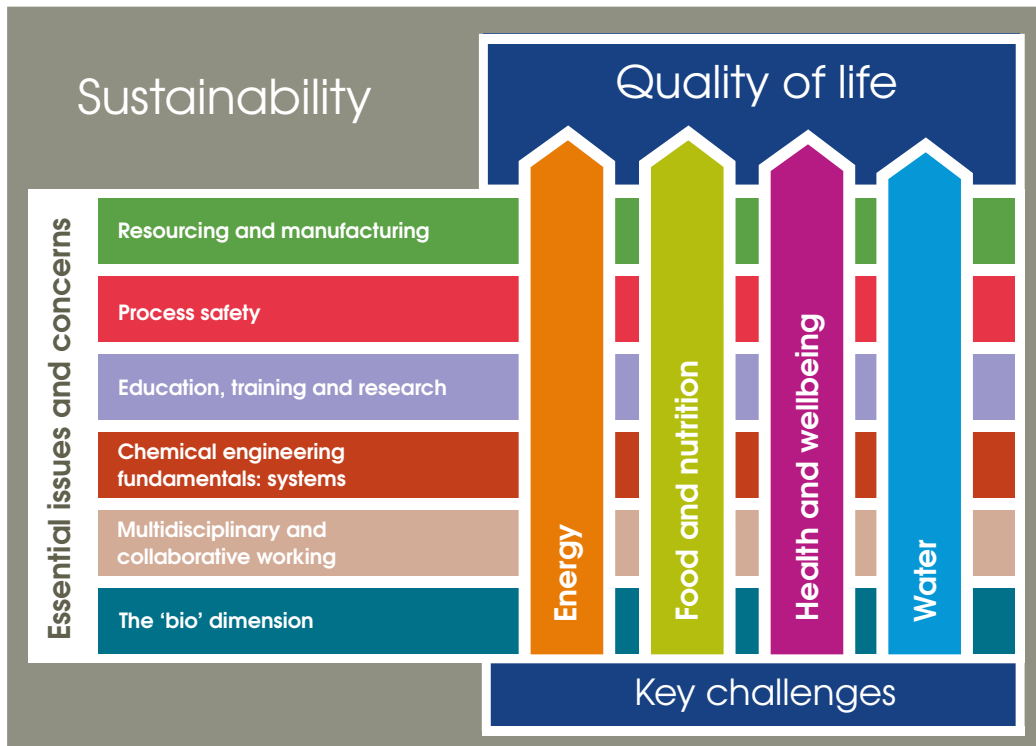 Sustainability
Quality of life
Essential issues and concerns
Resourcing and manufacturing
Process safety
Education, training and research
Chemical engineering
fundamentals: systems
Multidisciplinary and
collaborative working
The ‘bio’ dimension
Energy
Food and nutrition
Health and wellbeing
Water
Key challenges